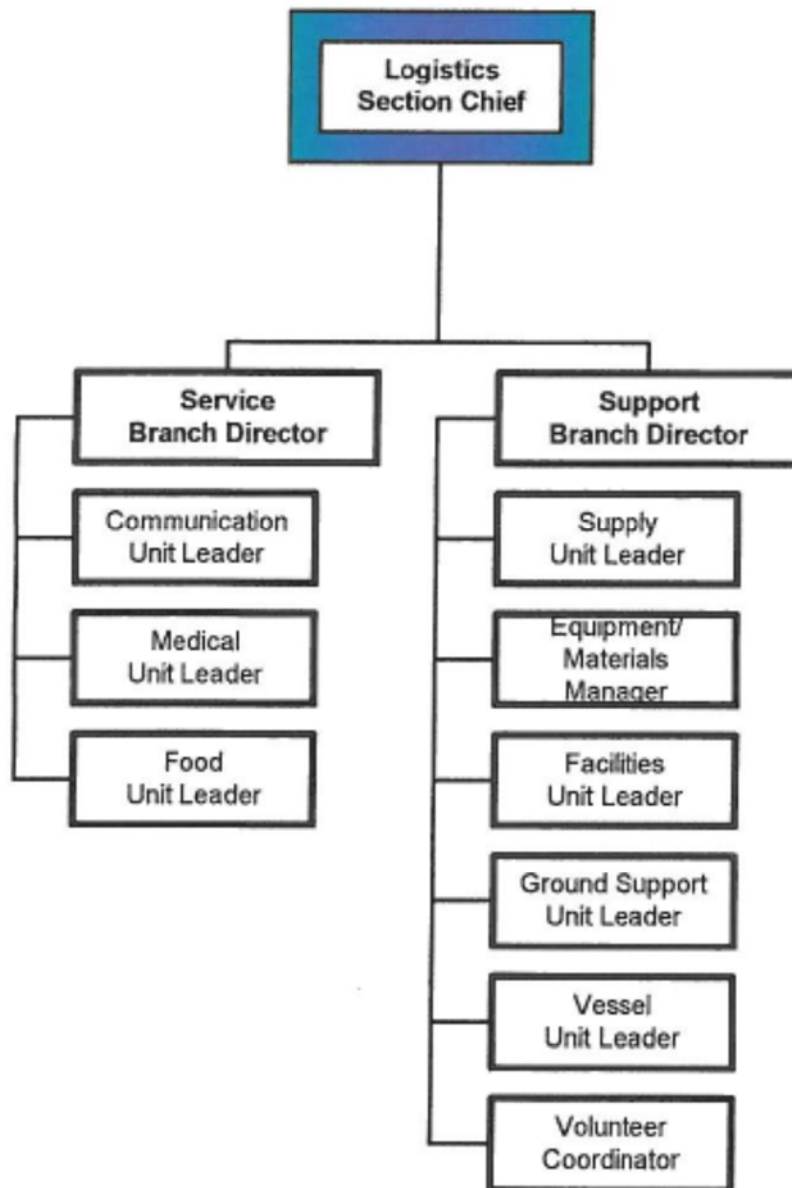 Logistics
Section Chief
Service
Branch Director
Communication
Unit Leader
Medical
Unit Leader
Food
Unit Leader
Support
Branch Director
Supply
Unit Leader
Equipment/
Materials
Manager
Facilities
Unit Leader
Ground Support
Unit Leader
Vessel
Unit Leader
Volunteer
Coordinator